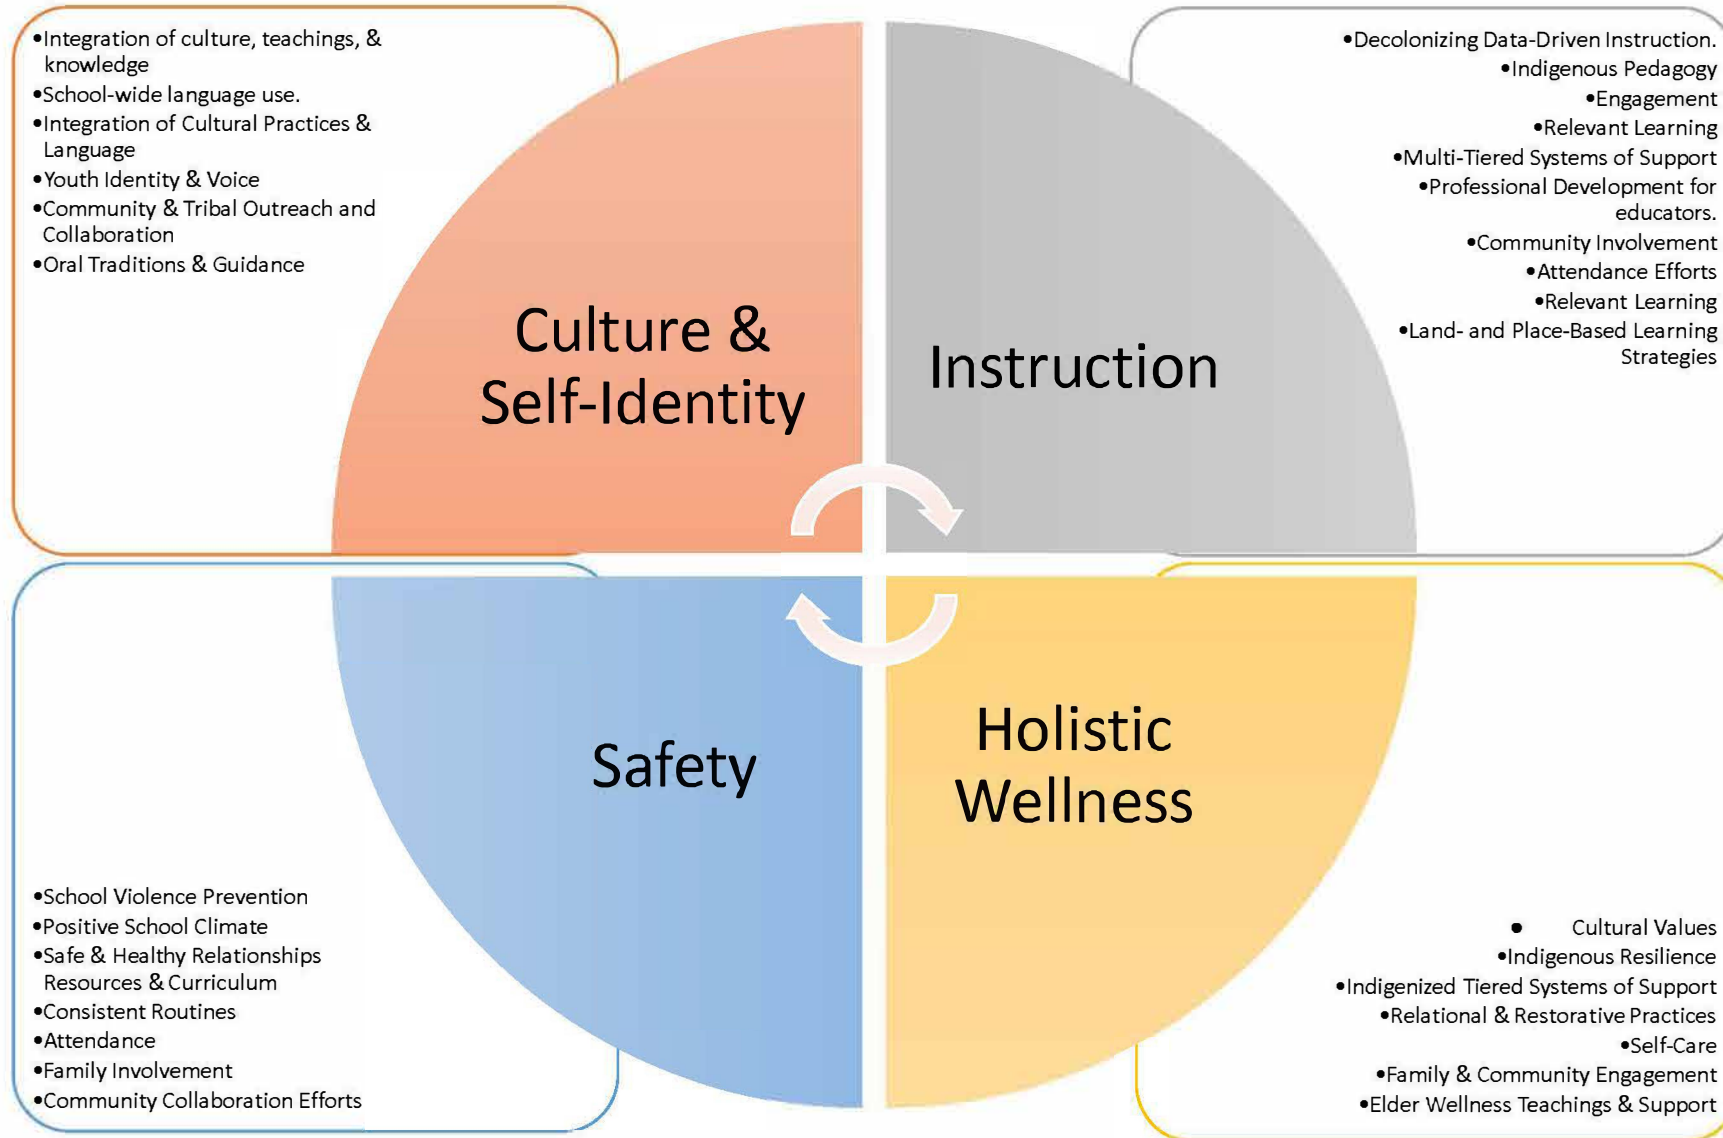 •Integration of culture, teachings, &
knowledge
•School-wide language use.
•Integration of Cultural Practices &
Language
•Youth Identity & Voice
•Community & Tribal Outreach and
Collaboration
•Oral Traditions & Guidance
Culture &
Self-Identity
•Decolonizing Data-Driven Instruction.
•Indigenous Pedagogy
•Engagement
•Relevant Learning
•Multi-Tiered Systems of Support
•Professional Development for
educators.
•Community Involvement
•Attendance Efforts
•Relevant Learning
•Land- and Place-Based Learning
Strategies
Instruction
Safety
•School Violence Prevention
•Positive School Climate
•Safe & Healthy Relationships
Resources & Curriculum
•Consistent Routines
•Attendance
•Family Involvement
•Community Collaboration Efforts
Holistic
Wellness
• Cultural Values
•Indigenous Resilience
•Indigenized Tiered Systems of Support
•Relational & Restorative Practices
•Self-Care
•Family & Community Engagement
•Elder Wellness Teachings & Support